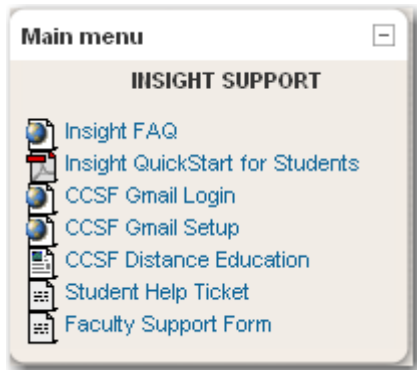 Main menu
INSIGHT SUPPORT
Insight FAQ
Insight QuickStart for Students
CCSF Gmail Login
CCSF Gmail Setup
CCSF Distance Education
Student Help Ticket
Faculty Support Form